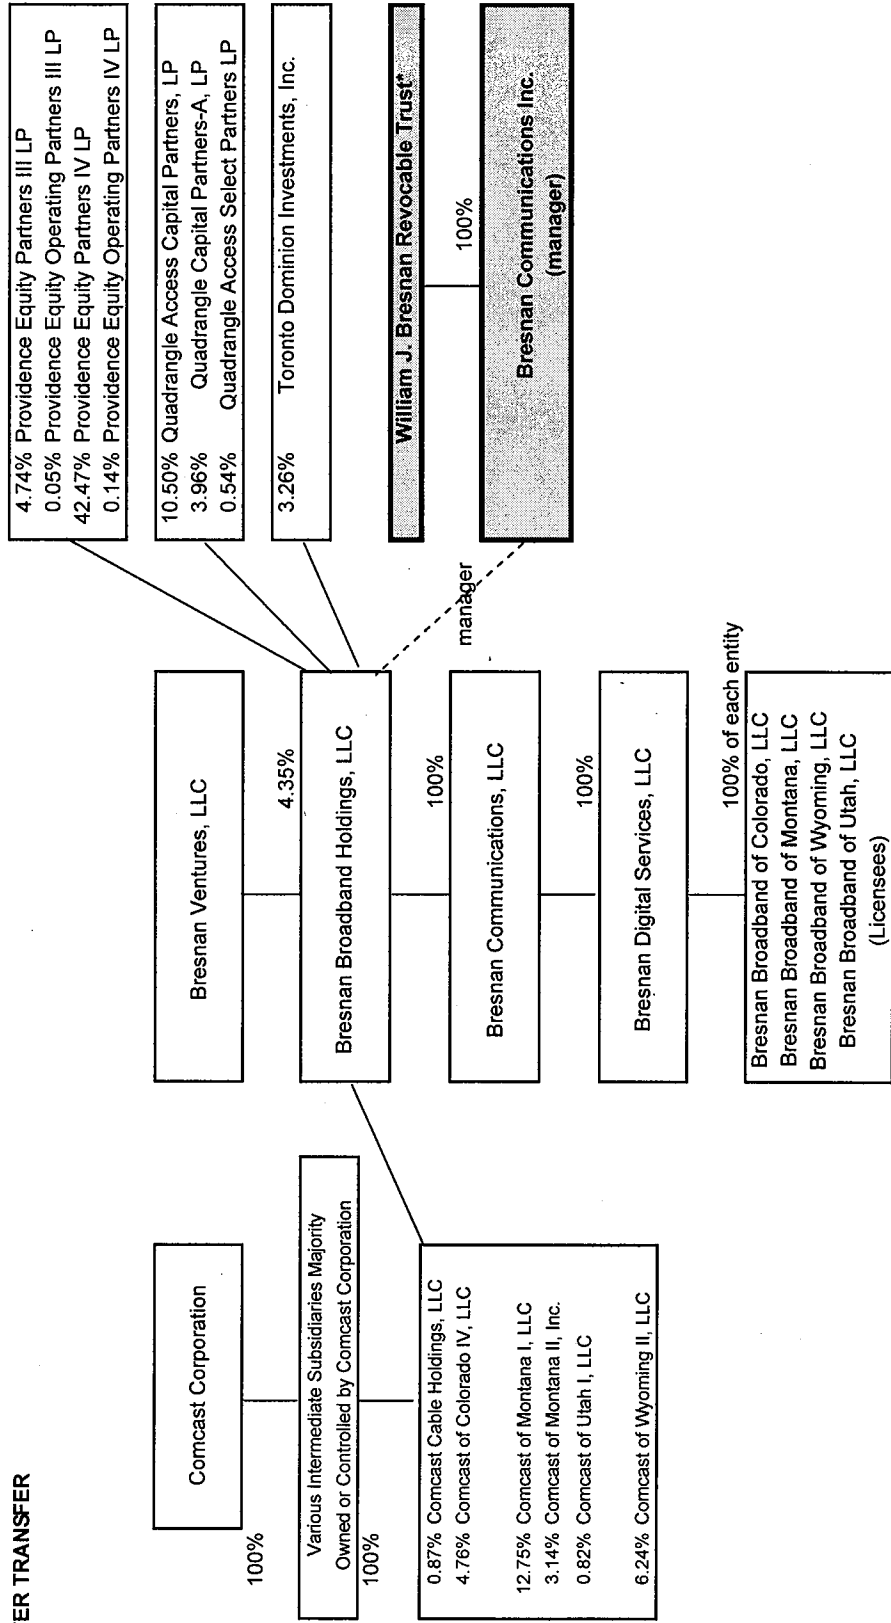 ER TRANSFER
Comcast Corporation
100%
Various Intermediate Subsidiaries Majority
Owned or Controlled by Comcast Corporation
100%
0.87% Comcast Cable Holdings, LLC
4.76% Comcast of Colorado IV, LLC
12.75% Comcast of Montana I, LLC
3.14% Comcast of Montana II, Inc.
0.82% Comcast of Utah I, LLC
6.24% Comcast of Wyoming II, LLC
Bresnan Ventures, LLC
4.35%
Bresnan Broadband Holdings, LLC
100%
Bresnan Communications, LLC
100%
Bresnan Digital Services, LLC
100% of each entity
Bresnan Broadband of Colorado, LLC
Bresnan Broadband of Montana, LLC
Bresnan Broadband of Wyoming, LLC
Bresnan Broadband of Utah, LLC
(Licensees)
4.74% Providence Equity Partners III LP
0.05% Providence Equity Operating Partners III LP
42.47% Providence Equity Partners IV LP
0.14% Providence Equity Operating Partners IV LP
10.50% Quadrangle Access Capital Partners, LP
3.96% Quadrangle Capital Partners-A, LP
0.54% Quadrangle Access Select Partners LP
3.26% Toronto Dominion Investments, Inc.
William J. Bresnan Revocable Trust*
100%
Bresnan Communications Inc.
(manager)
manager